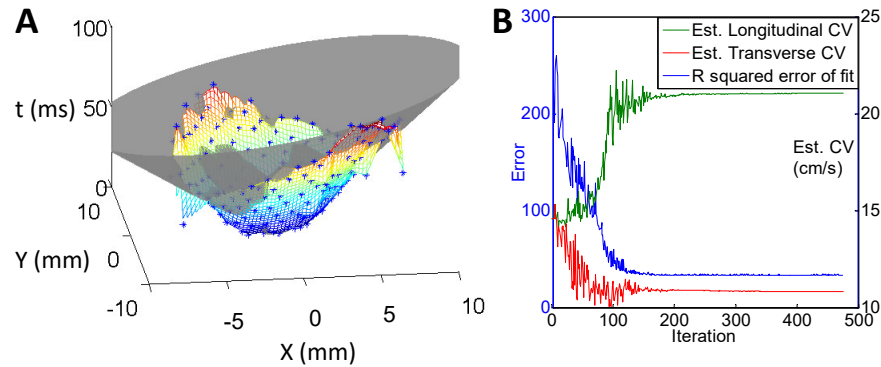 A
100
t (ms)
50
0
10
Y (mm)
0
-10
-5
0
5
10
X (mm)
B
300
200
100
0
Error
Est. Longitudinal CV
Est. Transverse CV
R squared error of fit
25
20
15
10
Est. CV
(cm/s)
0
100
200
300
400
500
Iteration